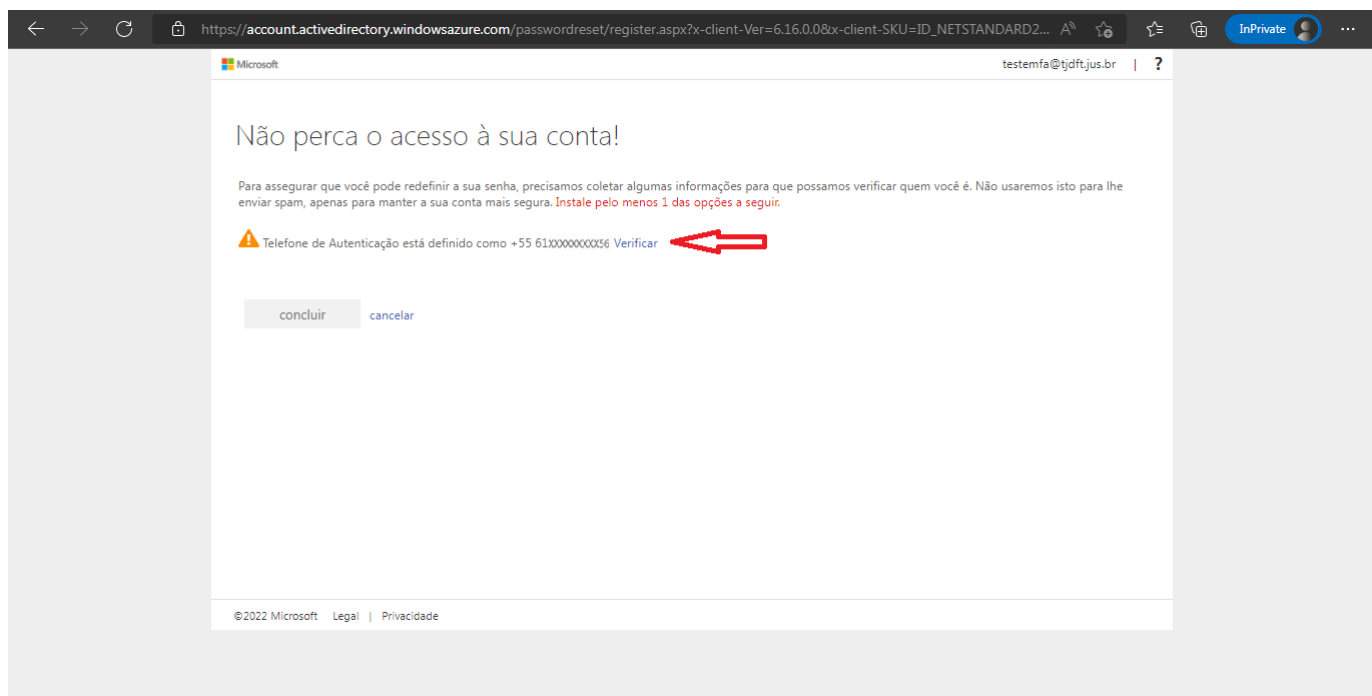 https://account.activedirectory.windowsazure.com/passwordreset/register.aspx?x-client-Ver=6.16.0.0&x-client-SKU=ID_NETSTANDARD2...
InPrivate
Microsoft
testemfa@tjdft.jus.br | ?
Não perca o acesso à sua conta!
Para assegurar que você pode redefinir a sua senha, precisamos coletar algumas informações para que possamos verificar quem você é. Não usaremos isto para lhe
enviar spam, apenas para manter a sua conta mais segura. Instale pelo menos 1 das opções a seguir.
Telefone de Autenticação está definido como +55 61XXXXXXXXX56 Verificar
concluir cancelar
©2022 Microsoft Legal | Privacidade